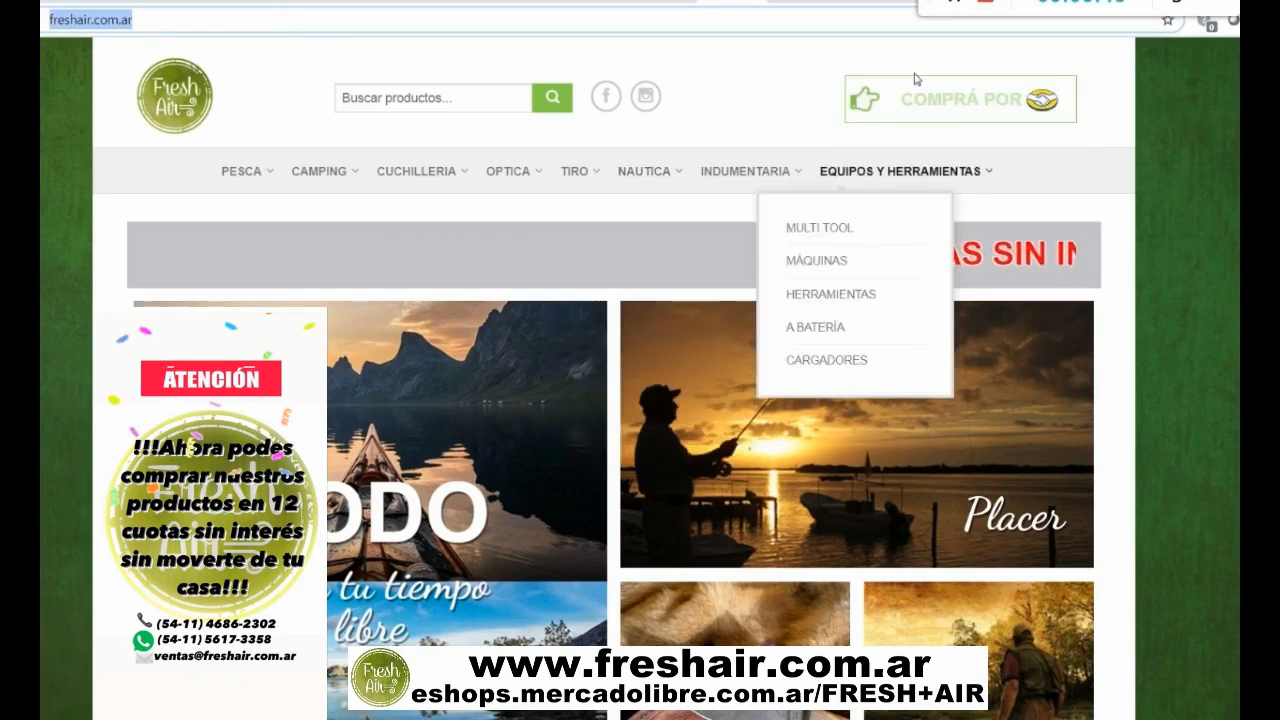 freshair.com.ar
Fresh
Air
Buscar productos...
COMPRÁ POR
PESCA
CAMPING
CUCHILLERIA
OPTICA
TIRO
NAUTICA
INDUMENTARIA
EQUIPOS Y HERRAMIENTAS
MULTI TOOL
MÁQUINAS
HERRAMIENTAS
A BATERÍA
CARGADORES
AS SIN IN
ATENCIÓN
!!!Ahora podes
comprar nuestros
productos en 12
cuotas sin interés
sin moverte de tu
casa!!!
(54-11) 4686-2302
(54-11) 5617-3358
ventas@freshair.com.ar
ODO
tu tiempo
libre
Placer
Fresh
Air
www.freshair.com.ar
eshops.mercadolibre.com.ar/FRESH+AIR